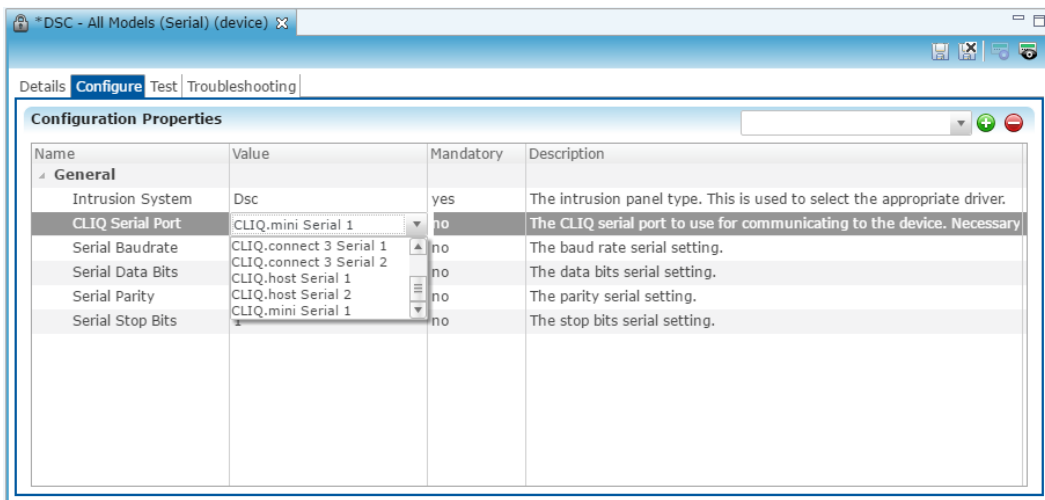 *DSC - All Models (Serial) (device)
Details Configure Test Troubleshooting
Configuration Properties
Name Value Mandatory Description
General
Intrusion System Dsc yes The intrusion panel type. This is used to select the appropriate driver.
CLIQ Serial Port CLIQ.mini Serial 1 no The CLIQ serial port to use for communicating to the device. Necessary
Serial Baudrate CLIQ.connect 3 Serial 1 no The baud rate serial setting.
CLIQ.connect 3 Serial 2
Serial Data Bits CLIQ.host Serial 1 no The data bits serial setting.
Serial Parity CLIQ.host Serial 2 no The parity serial setting.
CLIQ.mini Serial 1
Serial Stop Bits no The stop bits serial setting.